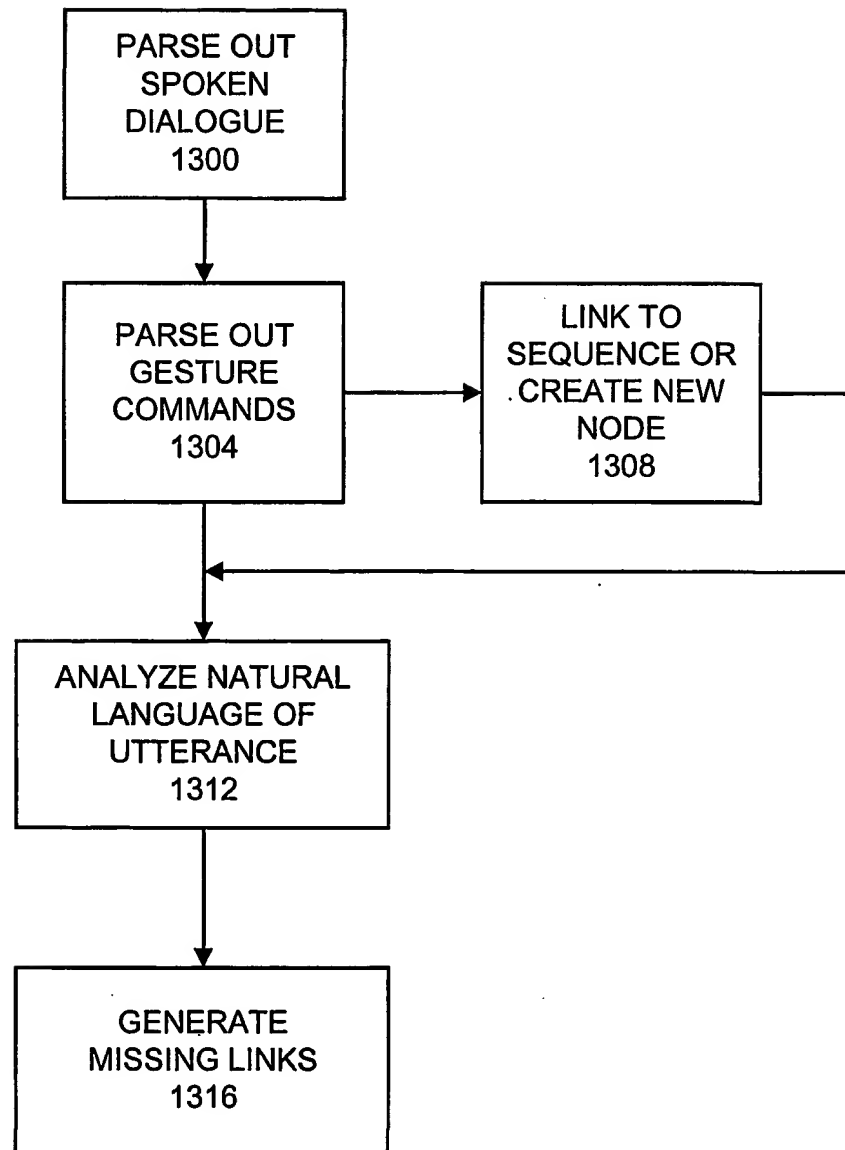 PARSE OUT
SPOKEN
DIALOGUE
1300
PARSE OUT
GESTURE
COMMANDS
1304
LINK TO
SEQUENCE OR
CREATE NEW
NODE
1308
ANALYZE NATURAL
LANGUAGE OF
UTTERANCE
1312
GENERATE
MISSING LINKS
1316